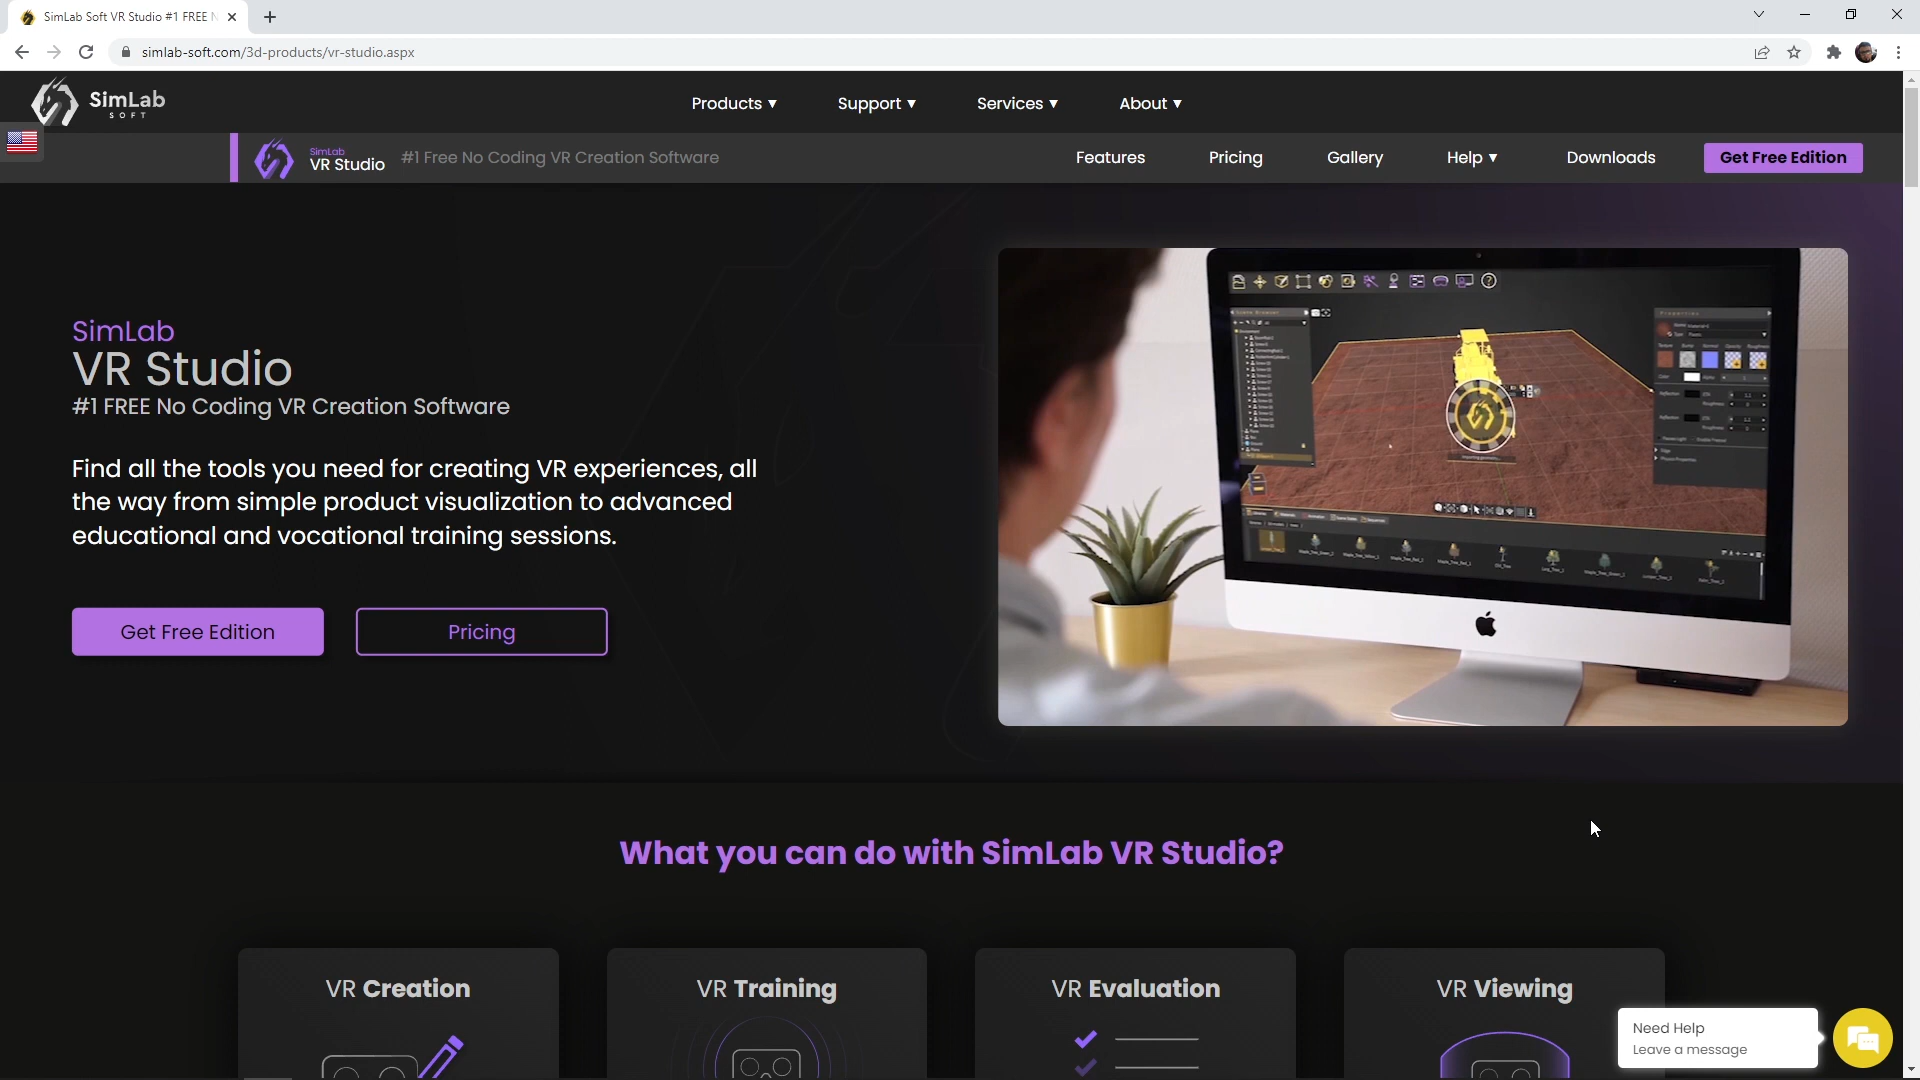 SimLab Soft VR Studio #1 FREE
simlab-soft.com/3d-products/vr-studio.aspx
SimLab
SOFT
Products ▾
Support ▾
Services ▾
About ▾
SimLab
VR Studio
#1 Free No Coding VR Creation Software
Features
Pricing
Gallery
Help ▾
Downloads
Get Free Edition
SimLab
VR Studio
#1 FREE No Coding VR Creation Software
Find all the tools you need for creating VR experiences, all
the way from simple product visualization to advanced
educational and vocational training sessions.
Get Free Edition
Pricing
What you can do with SimLab VR Studio?
VR Creation
VR Training
VR Evaluation
VR Viewing
Need Help
Leave a message